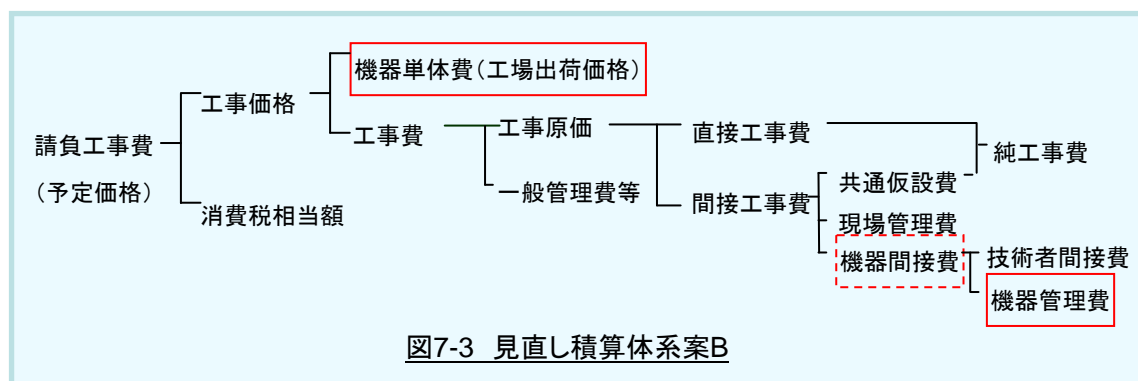 機器単体費（工場出荷価格）
工事価格
工事費
工事原価
直接工事費
純工事費
請負工事費
（予定価格）
一般管理費等
間接工事費
共通仮設費
消費税相当額
現場管理費
機器間接費
技術者間接費
機器管理費
図7-3 見直し積算体系案B